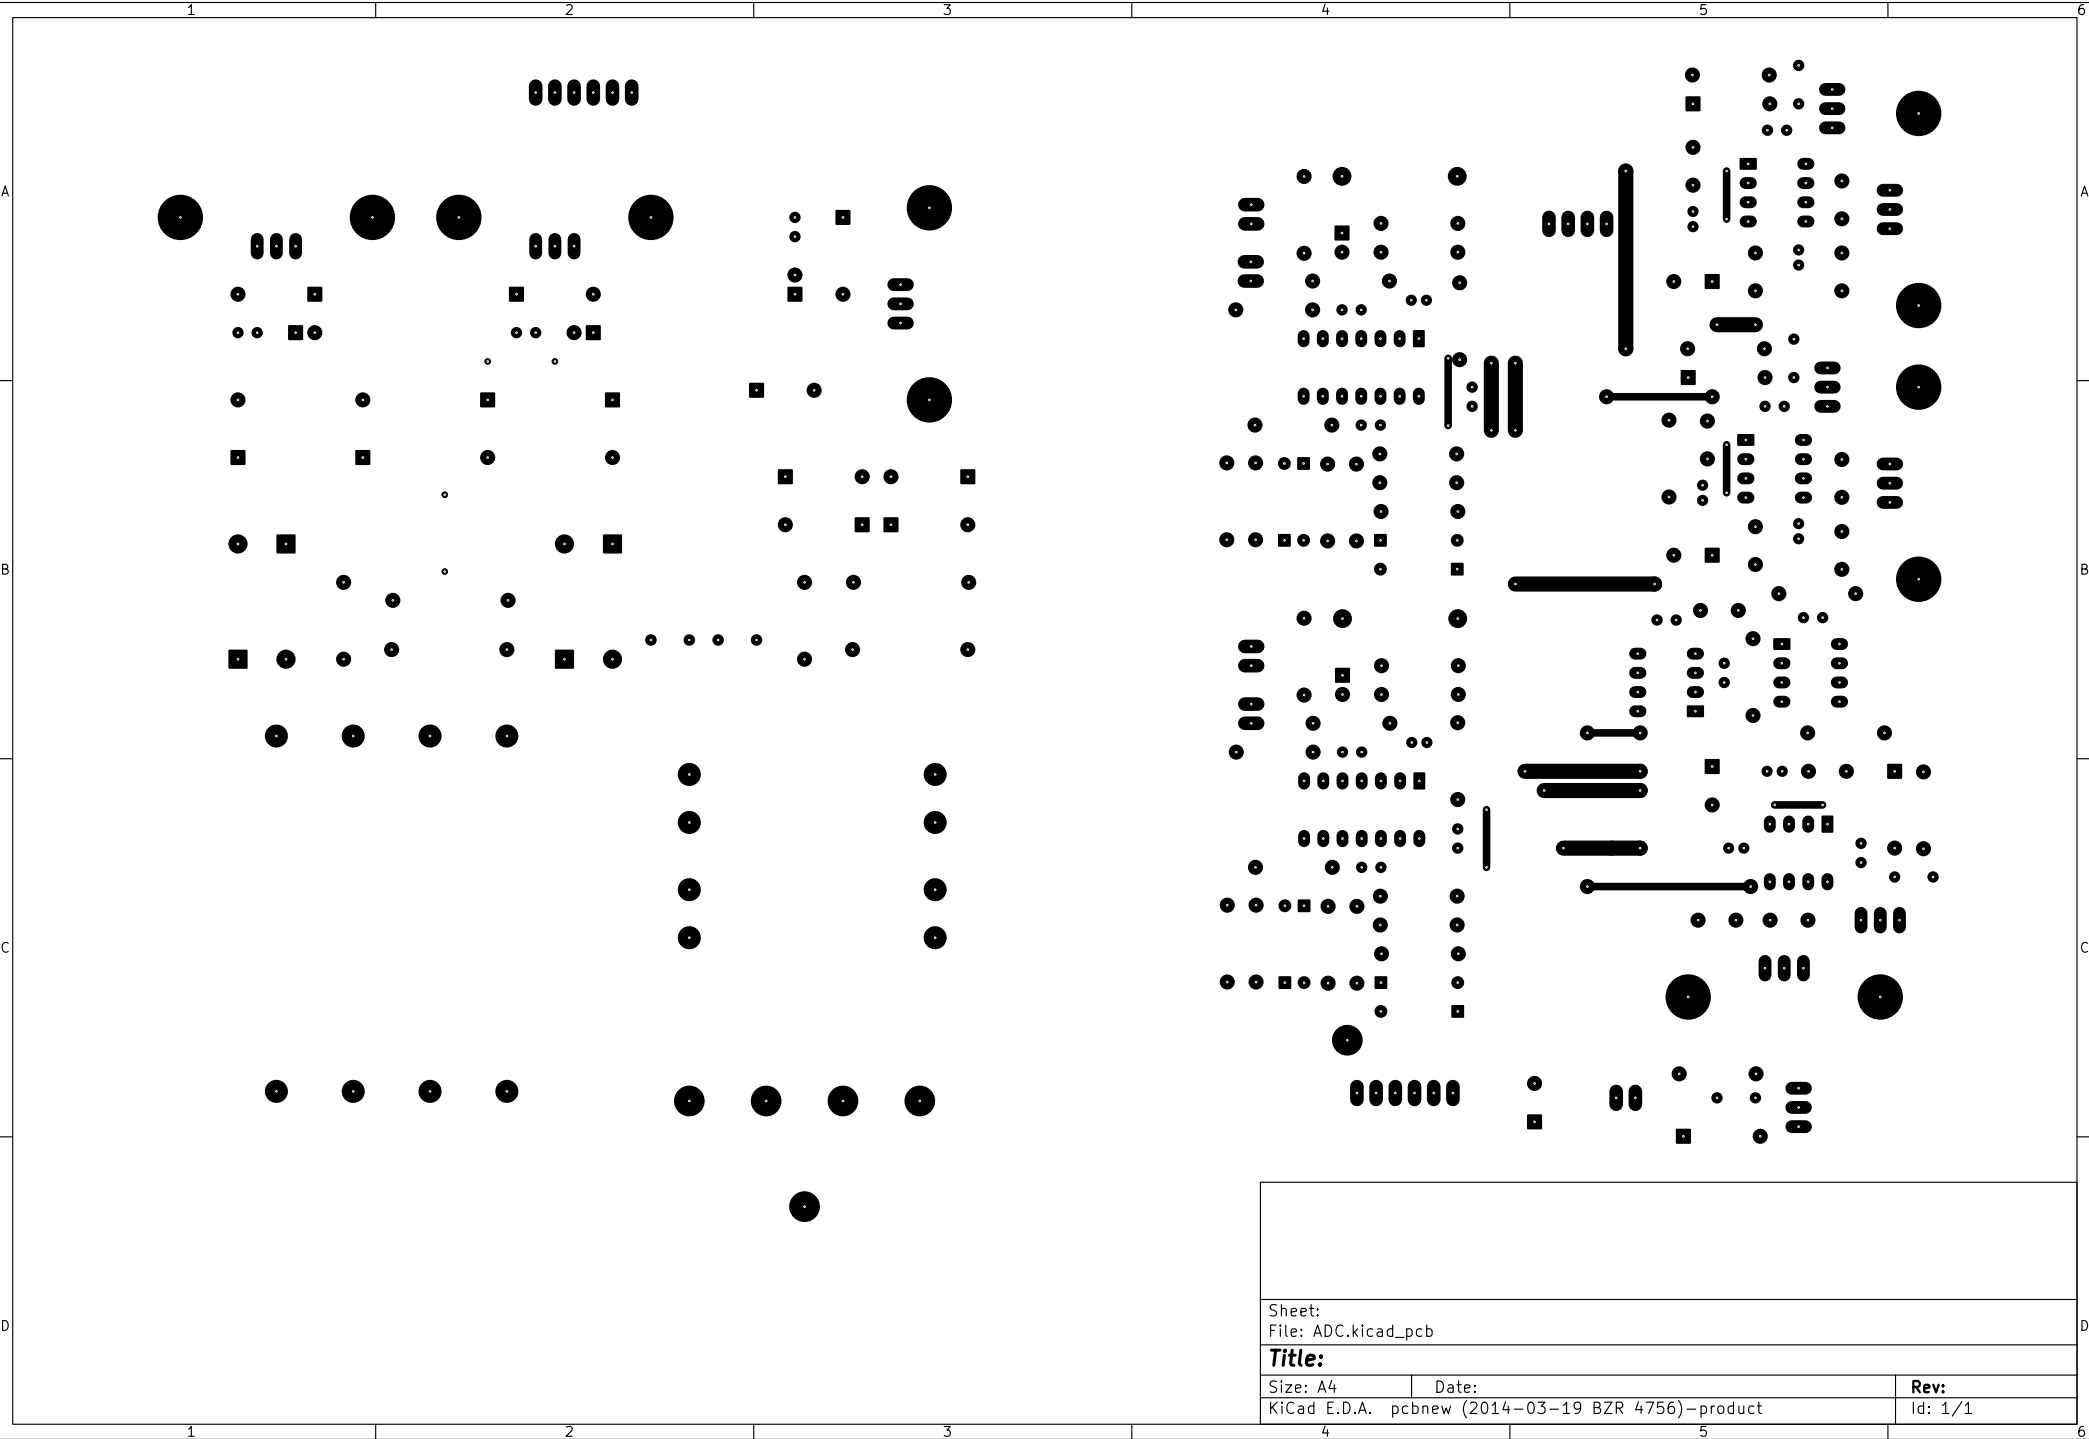 1 2 3 4 5 6
A A
B B
C C
D D
Sheet:
File: ADC.kicad_pcb
Title:
Size: A4 Date: Rev:
KiCad E.D.A. pcbnew (2014-03-19 BZR 4756)-product Id: 1/1
1 2 3 4 5 6